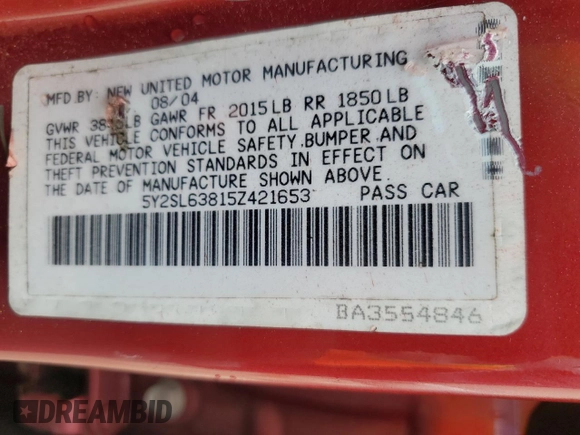 MFD.BY: NEW UNITED MOTOR MANUFACTURING
08/04
GVWR LB GAWR FR 2015LB RR 1850LB
THIS VEHICLE CONFORMS TO ALL APPLICABLE
FEDERAL MOTOR VEHICLE SAFETY.BUMPER.AND
THEFT PREVENTION STANDARDS IN EFFECT ON
THE DATE OF MANUFACTURE SHOWN ABOVE.
5Y2SL63815Z421653 PASS CAR
BA3554846
DREAMBID